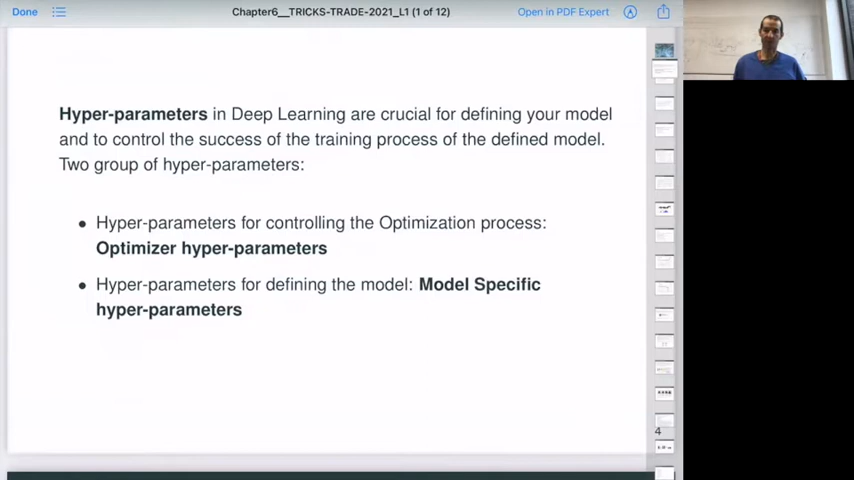 Done
Chapter6__TRICKS-TRADE-2021_L1 (1 of 12)
Open in PDF Expert
Hyper-parameters in Deep Learning are crucial for defining your model
and to control the success of the training process of the defined model.
Two group of hyper-parameters:
• Hyper-parameters for controlling the Optimization process:
Optimizer hyper-parameters
• Hyper-parameters for defining the model: Model Specific
hyper-parameters
4